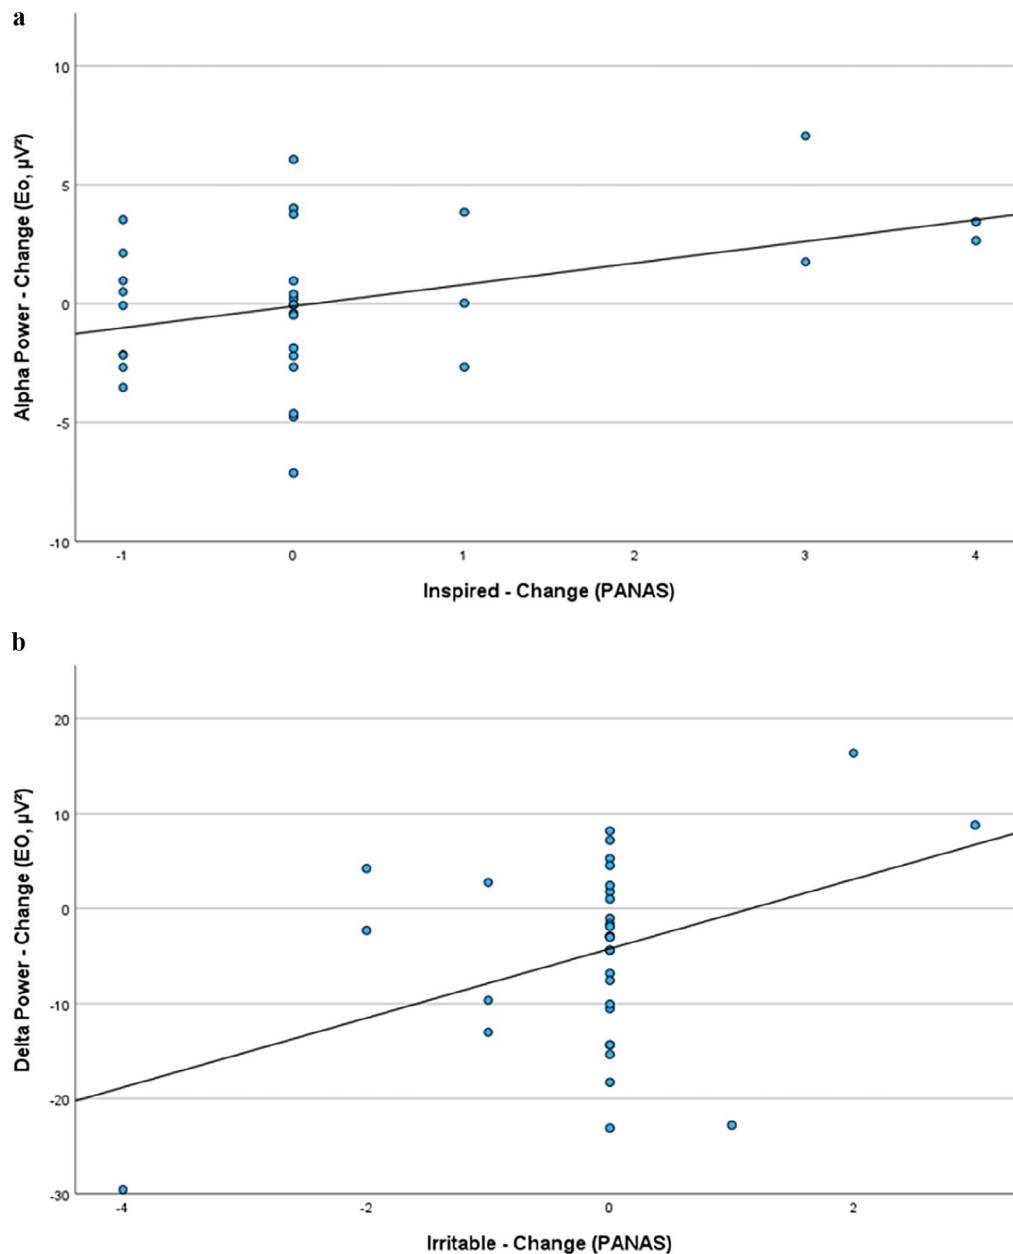 a
10
5
0
-5
-10
Alpha Power - Change (Eo, µV²)
-1 0 1 2 3 4
Inspired - Change (PANAS)
b
20
10
0
-10
-20
-30
Delta Power - Change (EO, µV²)
-4 -2 0 2
Irritable - Change (PANAS)